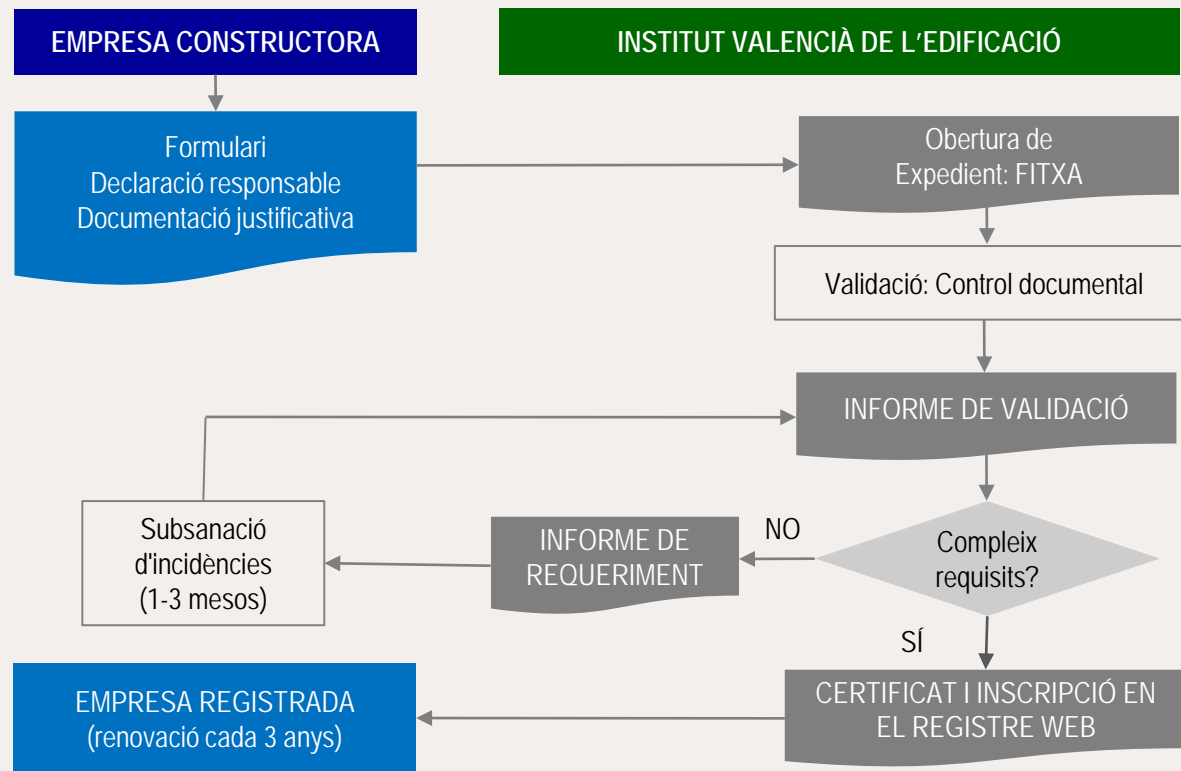 EMPRESA CONSTRUCTORA
INSTITUT VALENCIÀ DE L'EDIFICACIÓ
Formulari
Declaració responsable
Documentació justificativa
Obertura de
Expedient: FITXA
Validació: Control documental
INFORME DE VALIDACIÓ
Compleix
requisits?
NO
INFORME DE
REQUERIMENT
Subsanació
d'incidències
(1-3 mesos)
SÍ
CERTIFICAT I INSCRIPCIÓ EN
EL REGISTRE WEB
EMPRESA REGISTRADA
(renovació cada 3 anys)